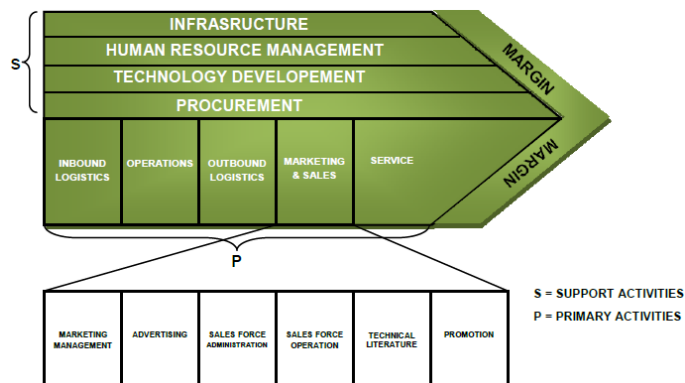 INFRASRUCTURE
HUMAN RESOURCE MANAGEMENT
TECHNOLOGY DEVELOPEMENT
PROCUREMENT
S
MARGIN
MARGIN
INBOUND
LOGISTICS
OPERATIONS
OUTBOUND
LOGISTICS
MARKETING
& SALES
SERVICE
P
MARKETING
MANAGEMENT
ADVERTISING
SALES FORCE
ADMINISTRATION
SALES FORCE
OPERATION
TECHNICAL
LITERATURE
PROMOTION
S = SUPPORT ACTIVITIES
P = PRIMARY ACTIVITIES